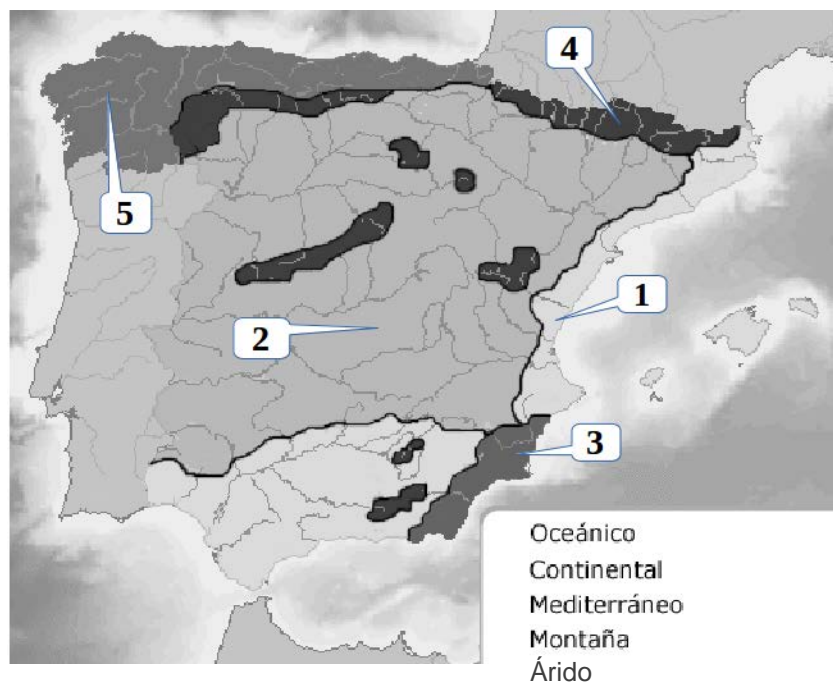 4
5
1
2
3
Oceánico
Continental
Mediterráneo
Montaña
Árido